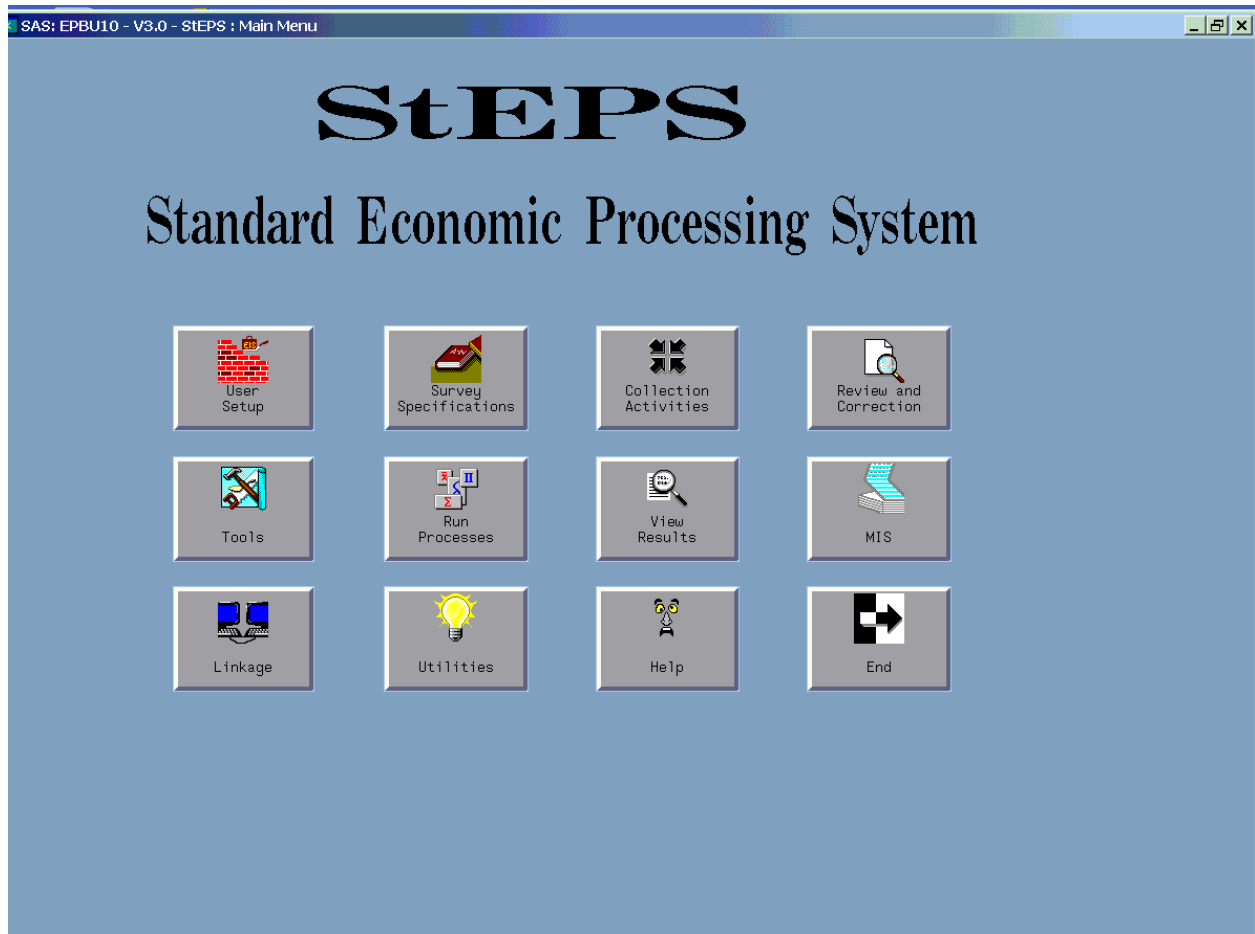 SAS: EPBU10 - V3.0 - StEPS : Main Menu
StEPS
Standard Economic Processing System
User
Setup
Survey
Specifications
Collection
Activities
Review and
Correction
Tools
Run
Processes
View
Results
MIS
Linkage
Utilities
Help
End